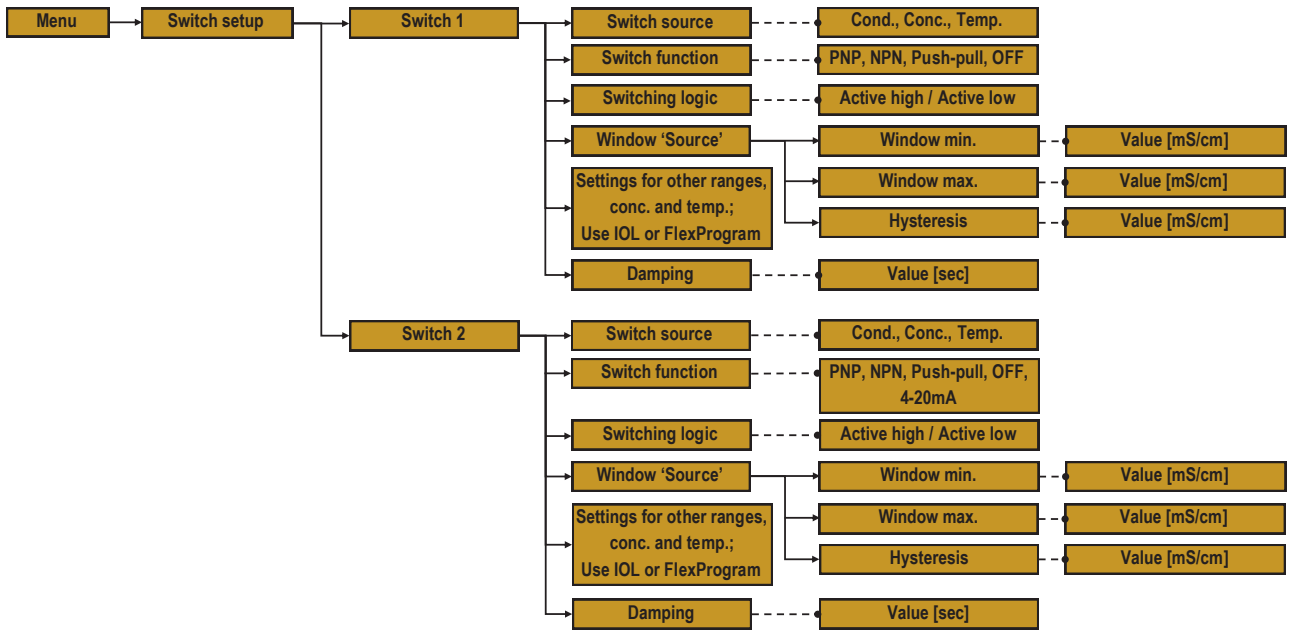 Menu
Switch setup
Switch 1
Switch source
Cond., Conc., Temp.
Switch function
PNP, NPN, Push-pull, OFF
Switching logic
Active high / Active low
Window ‘Source’
Window min.
Value [mS/cm]
Window max.
Value [mS/cm]
Hysteresis
Value [mS/cm]
Settings for other ranges,
conc. and temp.;
Use IOL or FlexProgram
Damping
Value [sec]
Switch 2
Switch source
Cond., Conc., Temp.
Switch function
PNP, NPN, Push-pull, OFF,
4-20mA
Switching logic
Active high / Active low
Window ‘Source’
Window min.
Value [mS/cm]
Window max.
Value [mS/cm]
Hysteresis
Value [mS/cm]
Settings for other ranges,
conc. and temp.;
Use IOL or FlexProgram
Damping
Value [sec]